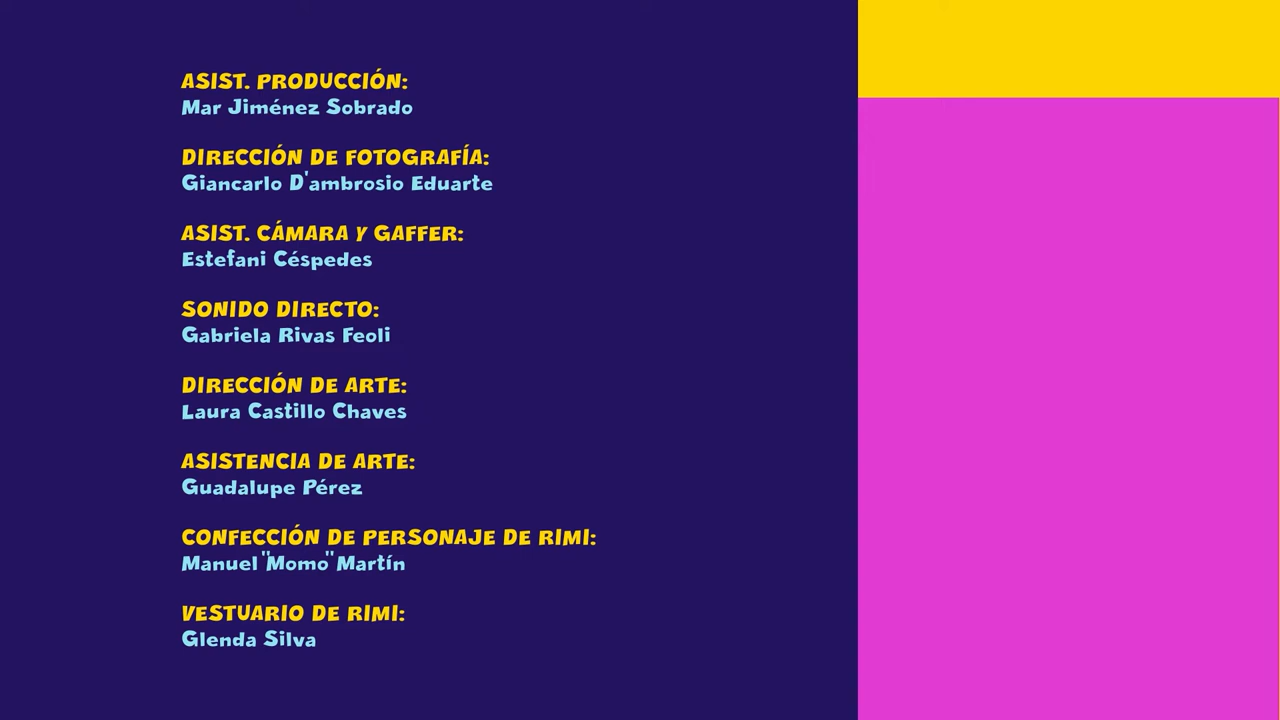 ASIST. PRODUCCIÓN:
Mar Jiménez Sobrado
DIRECCIÓN DE FOTOGRAFÍA:
Giancarlo D'ambrosio Eduarte
ASIST. CÁMARA Y GAFFER:
Estefani Céspedes
SONIDO DIRECTO:
Gabriela Rivas Feoli
DIRECCIÓN DE ARTE:
Laura Castillo Chaves
ASISTENCIA DE ARTE:
Guadalupe Pérez
CONFECCIÓN DE PERSONAJE DE RIMI:
Manuel "Momo" Martín
VESTUARIO DE RIMI:
Glenda Silva